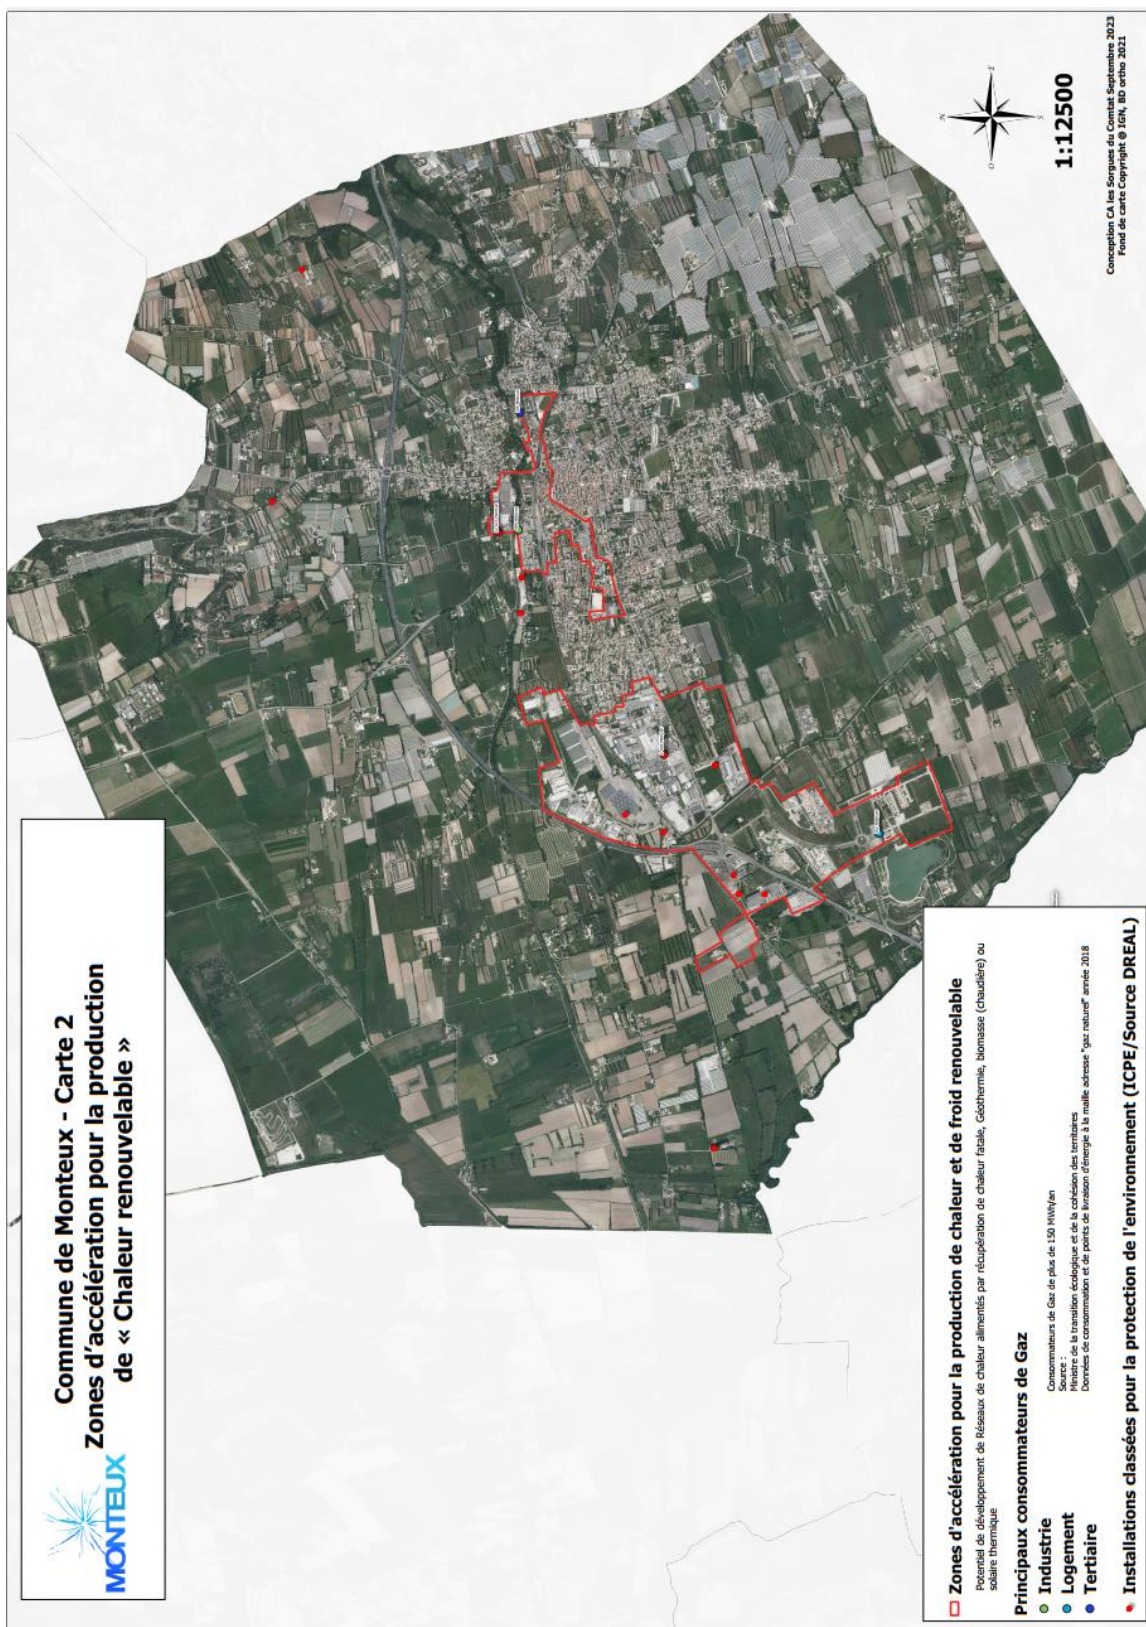 Commune de Monteux - Carte 2
Zones d'accélération pour la production
de « Chaleur renouvelable »
MONTEUX
N
E
S
O
1:12500
Conception CA les Sorgues du Comtat Septembre 2023
Fond de carte Copyright @ IGN, BD ortho 2021
Zones d'accélération pour la production de chaleur et de froid renouvelable
Potentiel de développement de Réseaux de chaleur alimentés par récupération de chaleur fatale, Géothermie, biomasse (chaudière) ou
solaire thermique
Principaux consommateurs de Gaz
Industrie
Logement
Tertiaire
Consommateurs de Gaz de plus de 150 MWh/an
Source :
Ministre de la transition écologique et de la cohésion des territoires
Données de consommation et de points de livraison d'énergie à la maille adresse "gaz naturel" année 2018
Installations classées pour la protection de l'environnement (ICPE/Source DREAL)